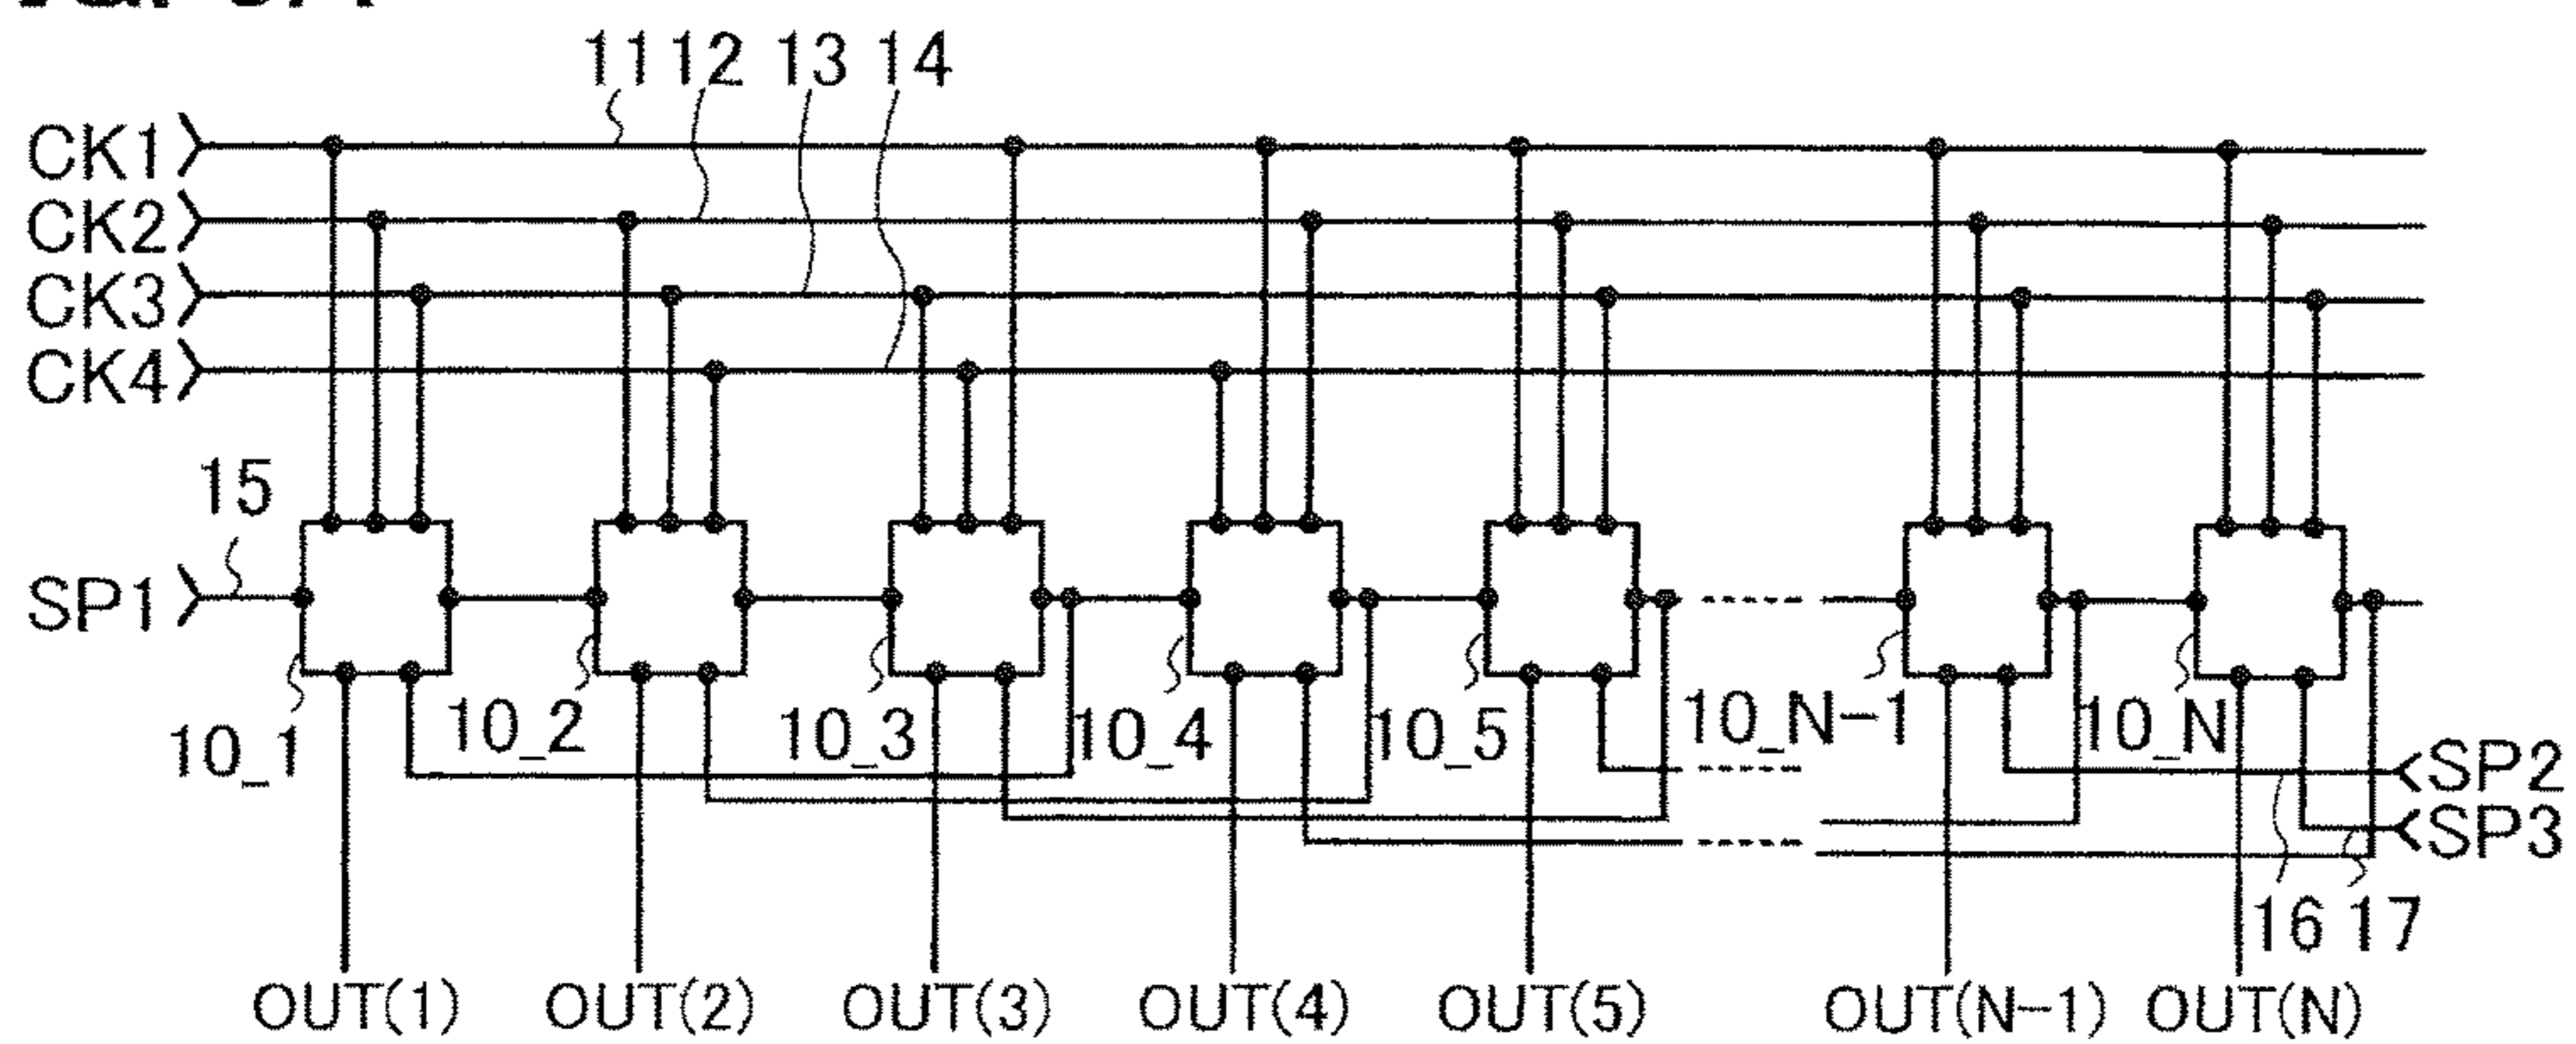 11 12 13 14
CK1
CK2
CK3
CK4
15
SP1
10_1 10_2 10_3 10_4 10_5 10_N-1 10_N
SP2
SP3
16 17
OUT(1) OUT(2) OUT(3) OUT(4) OUT(5) OUT(N-1) OUT(N)